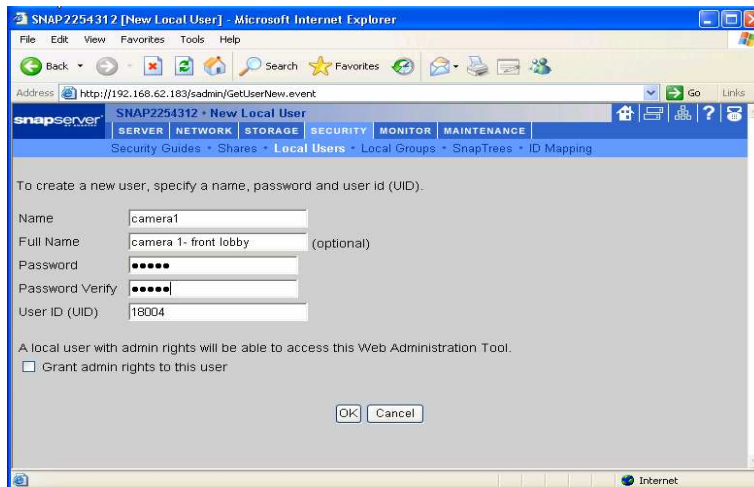 SNAP2254312 [New Local User] - Microsoft Internet Explorer
File Edit View Favorites Tools Help
Back Search Favorites
Address http://192.168.62.183/sadmin/GetUserNew.event Go Links
snapserver SNAP2254312 • New Local User
SERVER NETWORK STORAGE SECURITY MONITOR MAINTENANCE
Security Guides • Shares • Local Users • Local Groups • SnapTrees • ID Mapping
To create a new user, specify a name, password and user id (UID).
Name camera1
Full Name camera 1- front lobby (optional)
Password •••••
Password Verify •••••
User ID (UID) 18004
A local user with admin rights will be able to access this Web Administration Tool.
Grant admin rights to this user
OK Cancel
Internet